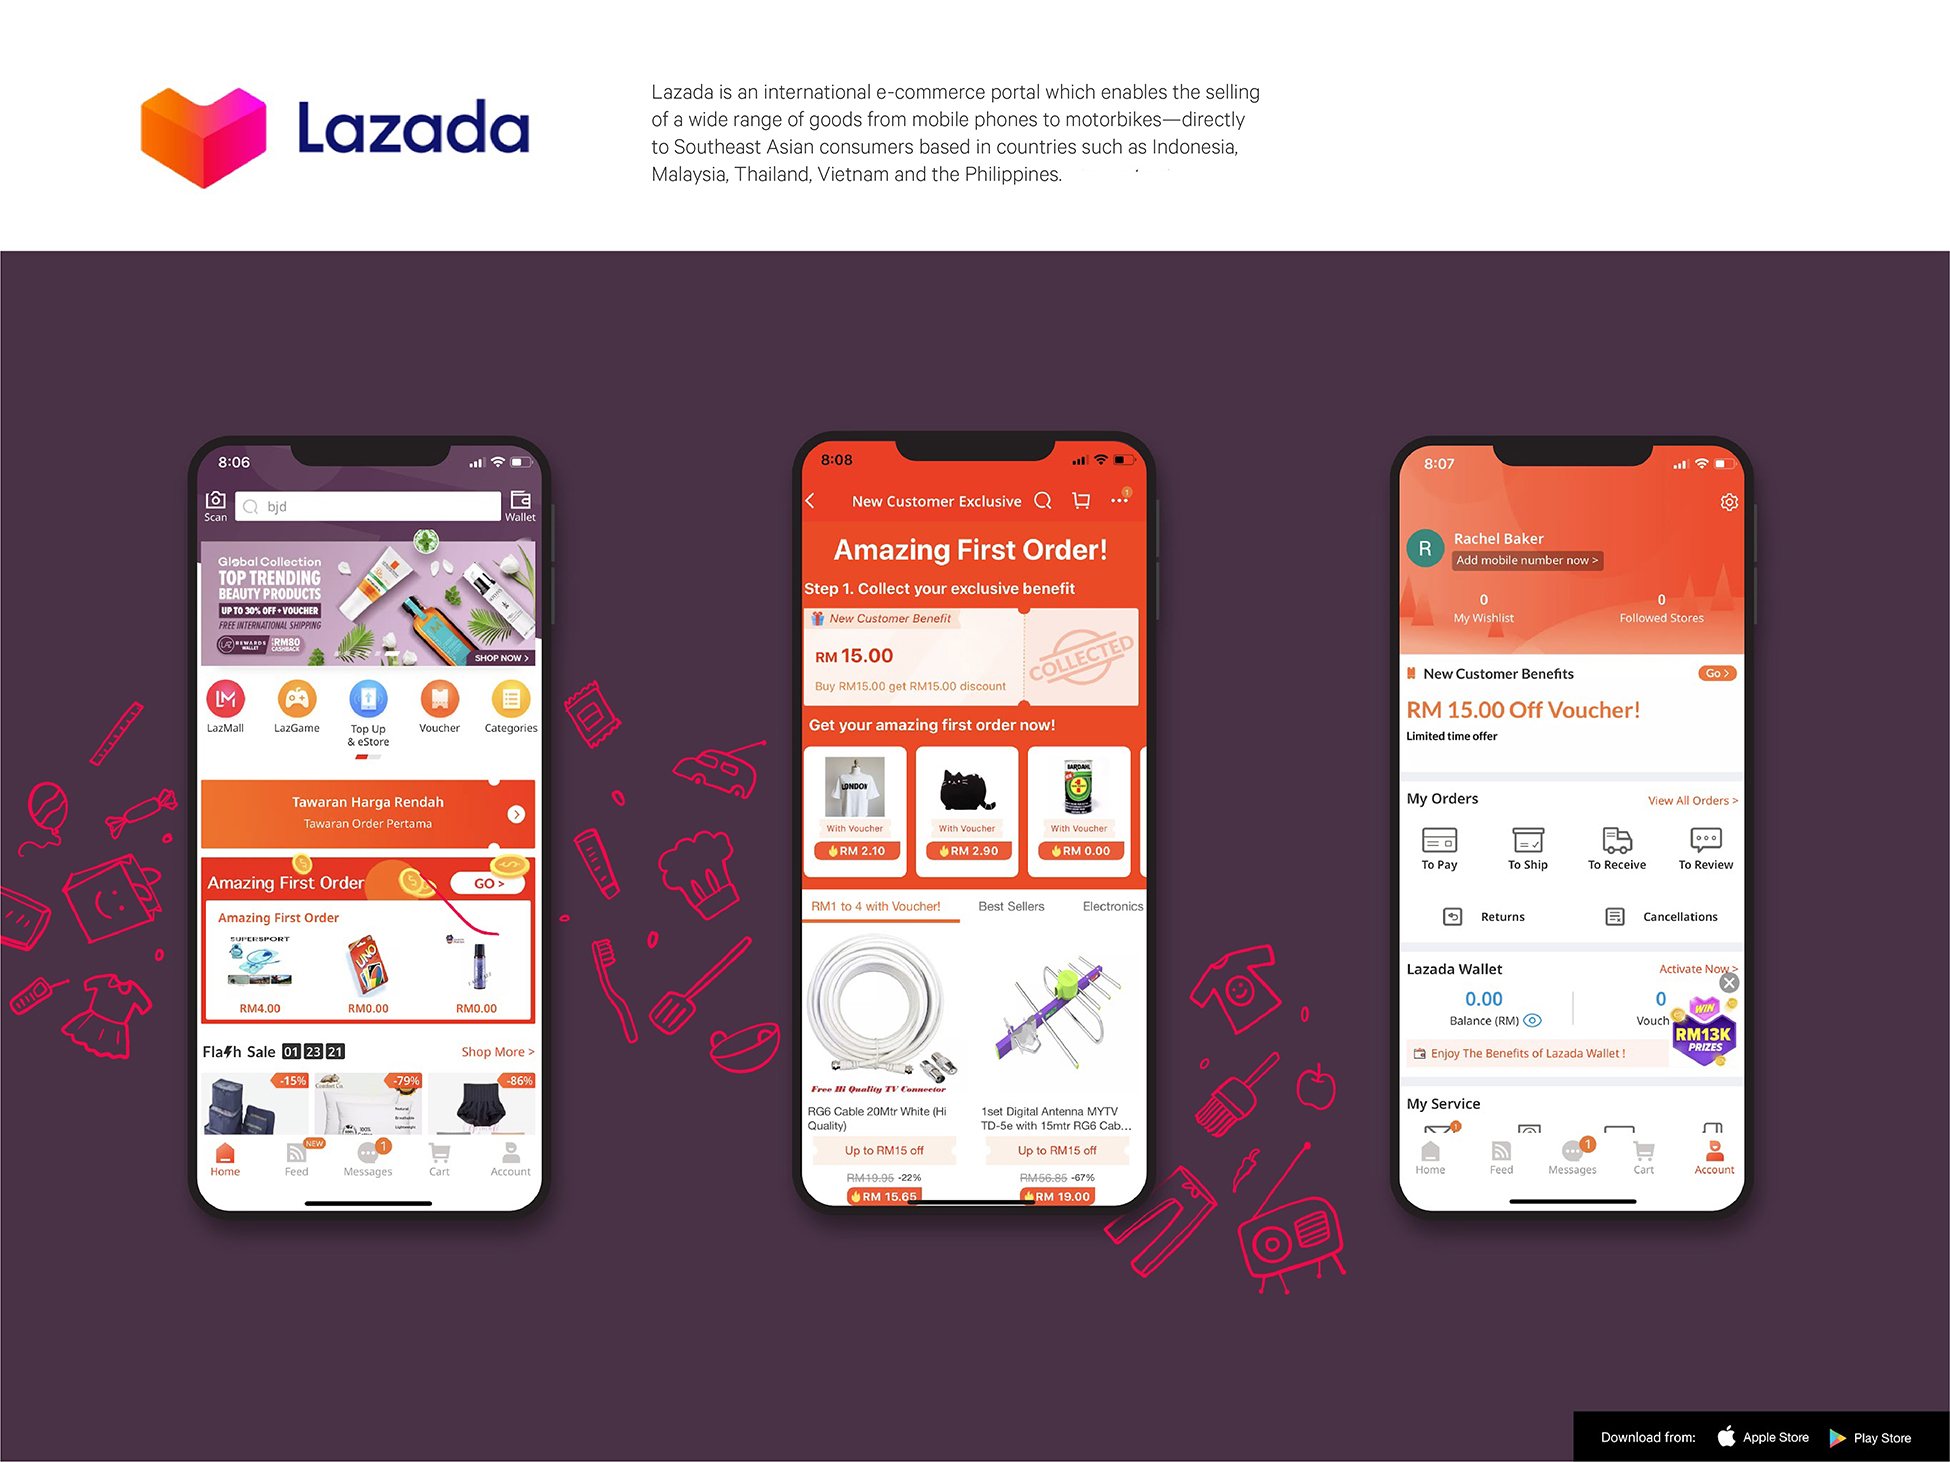 Lazada
Lazada is an international e-commerce portal which enables the selling
of a wide range of goods from mobile phones to motorbikes—directly
to Southeast Asian consumers based in countries such as Indonesia,
Malaysia, Thailand, Vietnam and the Philippines.
8:06
Scan
bjd
Wallet
Global Collection
TOP TRENDING
BEAUTY PRODUCTS
UP TO 30% OFF + VOUCHER
FREE INTERNATIONAL SHIPPING
REWARDS WALLET
RM80 CASHBACK
SHOP NOW >
LM
LazMall
LazGame
Top Up
& eStore
Voucher
Categories
Tawaran Harga Rendah
Tawaran Order Pertama
Amazing First Order
GO >
Amazing First Order
SUPERSPORT
UNO
RM4.00
RM0.00
RM0.00
Flash Sale 01 23 21
Shop More >
-15%
-79%
-86%
Comfort Co.
Natural
Breathable
Lightweight
100%
NEW
1
Home
Feed
Messages
Cart
Account
8:08
New Customer Exclusive
1
Amazing First Order!
Step 1. Collect your exclusive benefit
New Customer Benefit
RM 15.00
Buy RM15.00 get RM15.00 discount
COLLECTED
Get your amazing first order now!
LONDON
BARDAHL
With Voucher
With Voucher
With Voucher
RM 2.10
RM 2.90
RM 0.00
RM1 to 4 with Voucher!
Best Sellers
Electronics
Free Hi Quality TV Connector
RG6 Cable 20Mtr White (Hi
Quality)
Up to RM15 off
RM19.95 -22%
RM 15.65
1set Digital Antenna MYTV
TD-5e with 15mtr RG6 Cab...
Up to RM15 off
RM56.85 -67%
RM 19.00
8:07
R
Rachel Baker
Add mobile number now >
0
My Wishlist
0
Followed Stores
New Customer Benefits
Go >
RM 15.00 Off Voucher!
Limited time offer
My Orders
View All Orders >
To Pay
To Ship
To Receive
To Review
Returns
Cancellations
Lazada Wallet
Activate Now >
0.00
Balance (RM)
0
Vouch
WIN
RM13K
PRIZES
Enjoy The Benefits of Lazada Wallet !
My Service
1
1
Home
Feed
Messages
Cart
Account
Download from:
Apple Store
Play Store